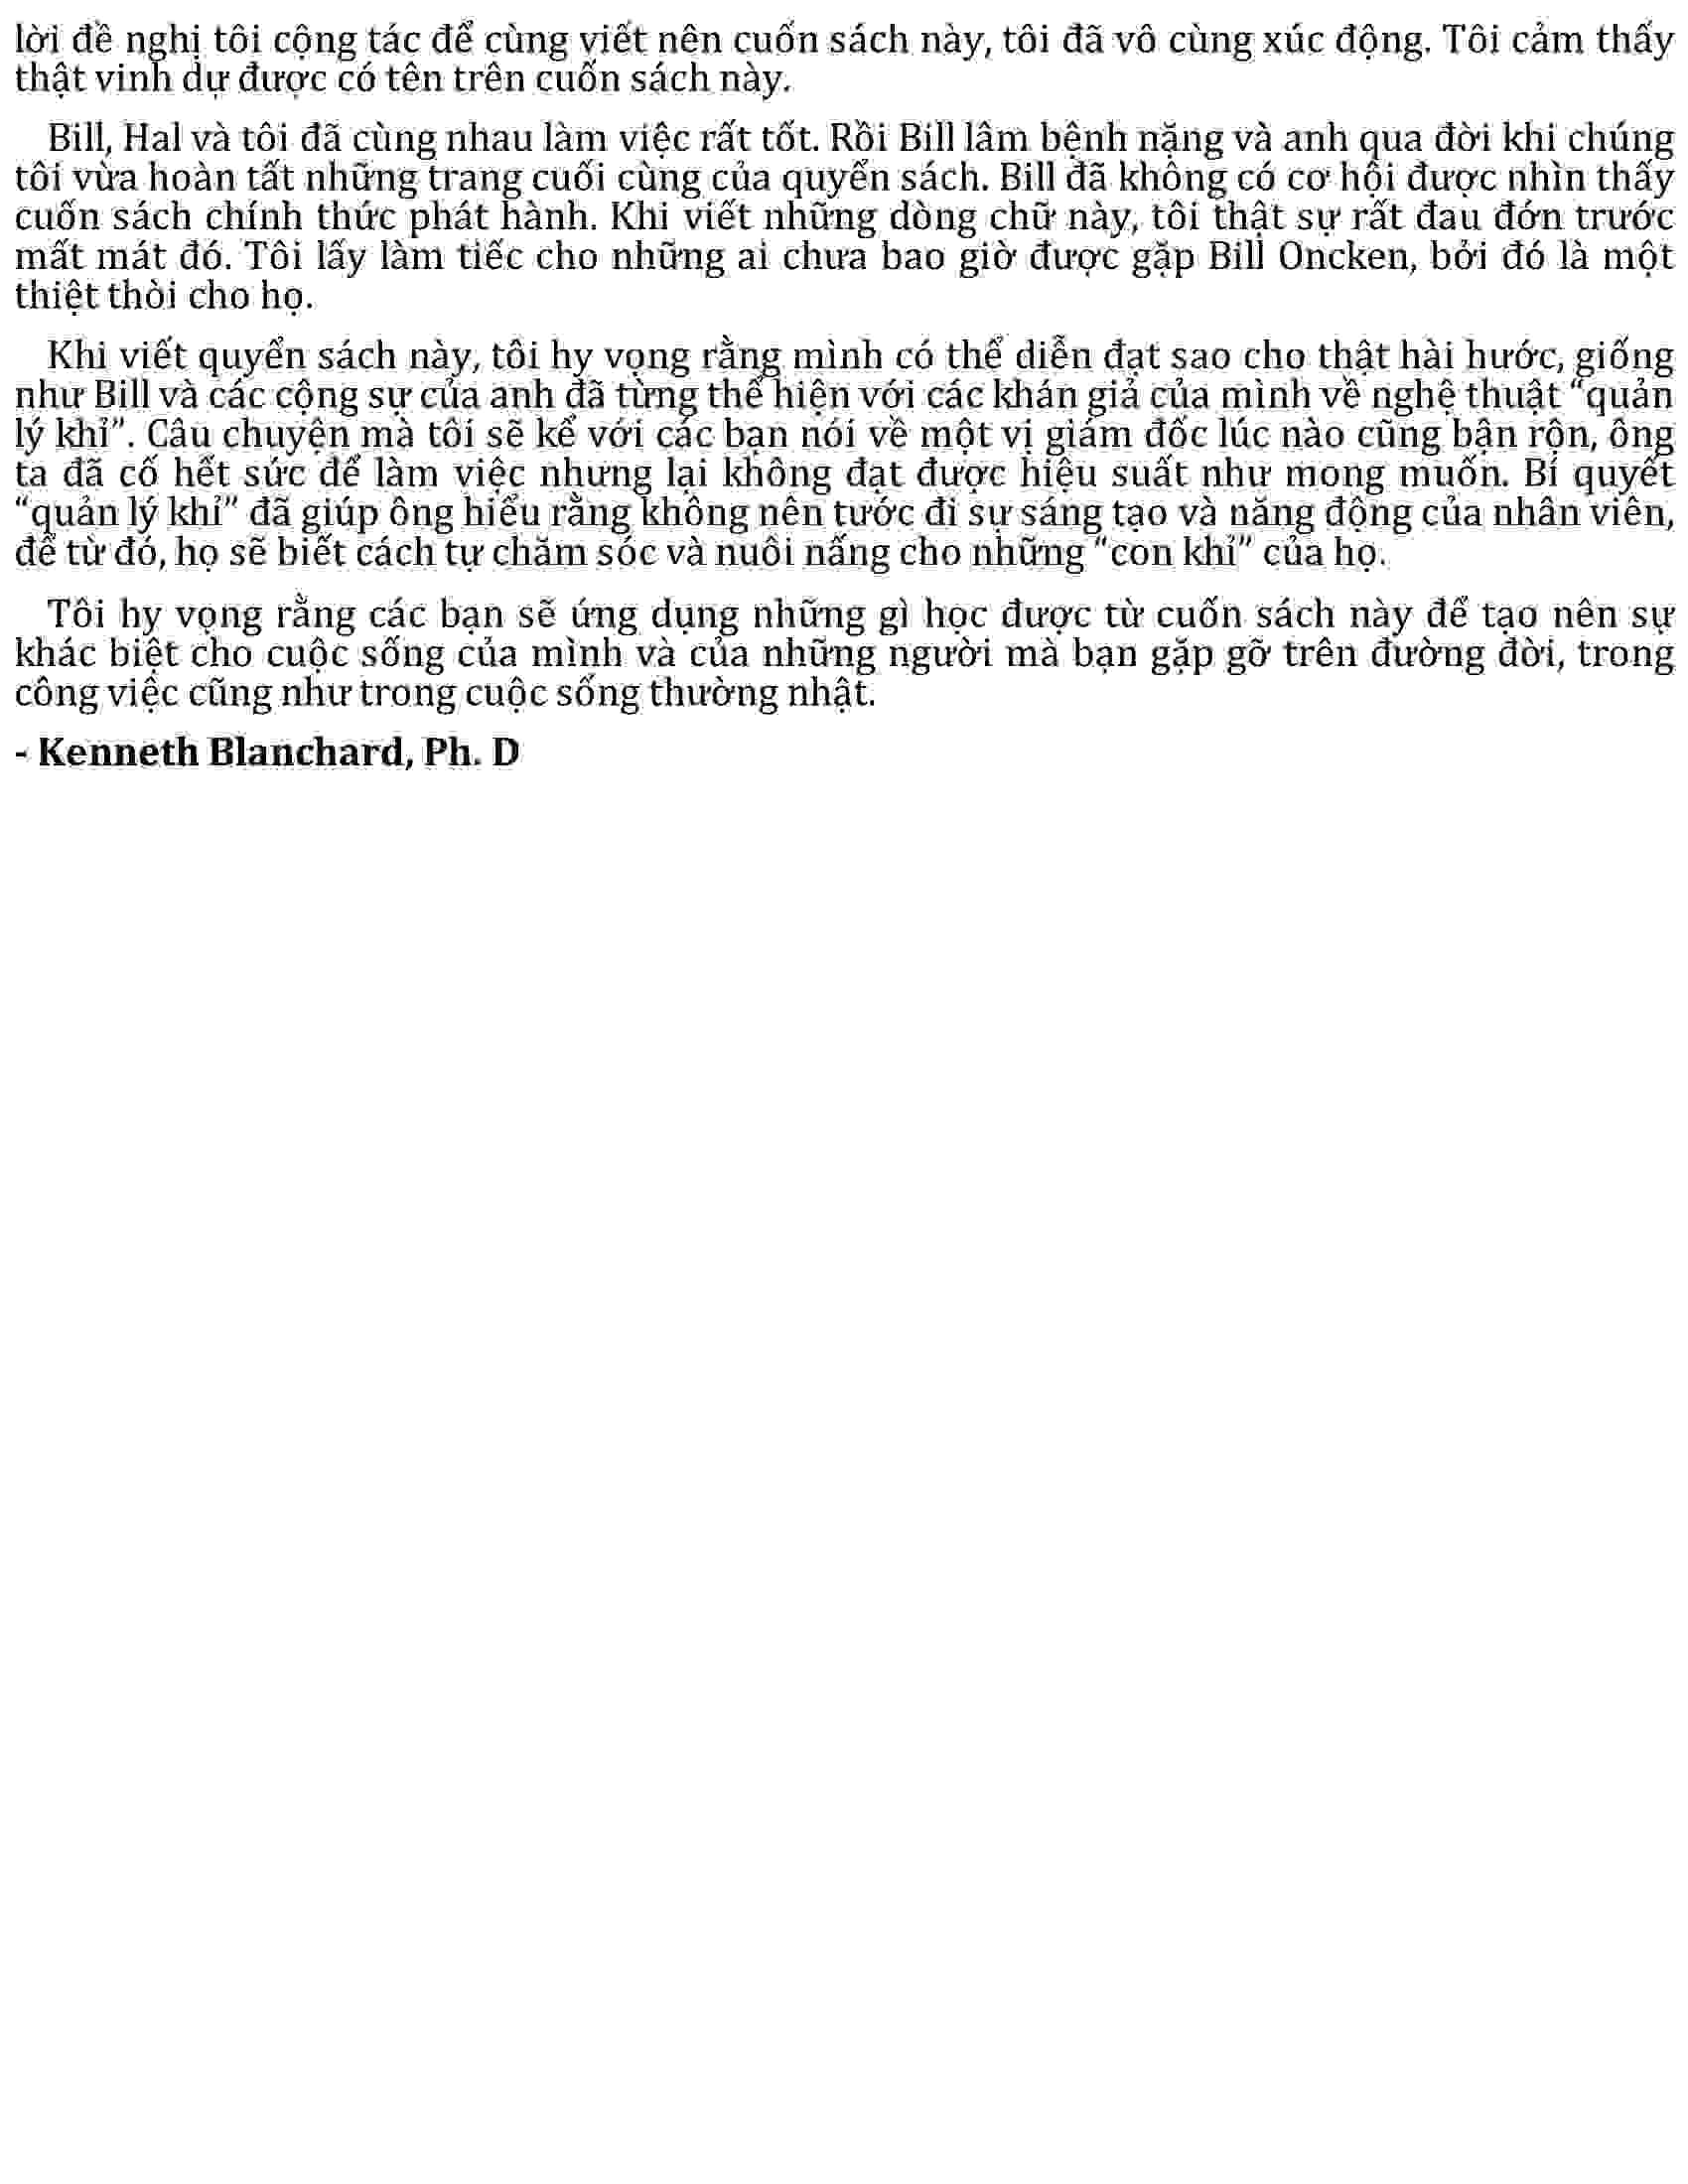 lời đề nghị tôi cộng tác để cùng viết nên cuốn sách này, tôi đã vô cùng xúc động. Tôi cảm thấy
thật vinh dự được có tên trên cuốn sách này.
Bill, Hal và tôi đã cùng nhau làm việc rất tốt. Rồi Bill lâm bệnh nặng và anh qua đời khi chúng
tôi vừa hoàn tất những trang cuối cùng của quyển sách. Bill đã không có cơ hội được nhìn thấy
cuốn sách chính thức phát hành. Khi viết những dòng chữ này, tôi thật sự rất đau đớn trước
mất mát đó. Tôi lấy làm tiếc cho những ai chưa bao giờ được gặp Bill Oncken, bởi đó là một
thiệt thòi cho họ.
Khi viết quyển sách này, tôi hy vọng rằng mình có thể diễn đạt sao cho thật hài hước, giống
như Bill và các cộng sự của anh đã từng thể hiện với các khán giả của mình về nghệ thuật “quản
lý khỉ”. Câu chuyện mà tôi sẽ kể với các bạn nói về một vị giám đốc lúc nào cũng bận rộn, ông
ta đã cố hết sức để làm việc nhưng lại không đạt được hiệu suất như mong muốn. Bí quyết
“quản lý khỉ” đã giúp ông hiểu rằng không nên tước đi sự sáng tạo và năng động của nhân viên,
để từ đó, họ sẽ biết cách tự chăm sóc và nuôi nấng cho những “con khỉ” của họ.
Tôi hy vọng rằng các bạn sẽ ứng dụng những gì học được từ cuốn sách này để tạo nên sự
khác biệt cho cuộc sống của mình và của những người mà bạn gặp gỡ trên đường đời, trong
công việc cũng như trong cuộc sống thường nhật.
- Kenneth Blanchard, Ph. D